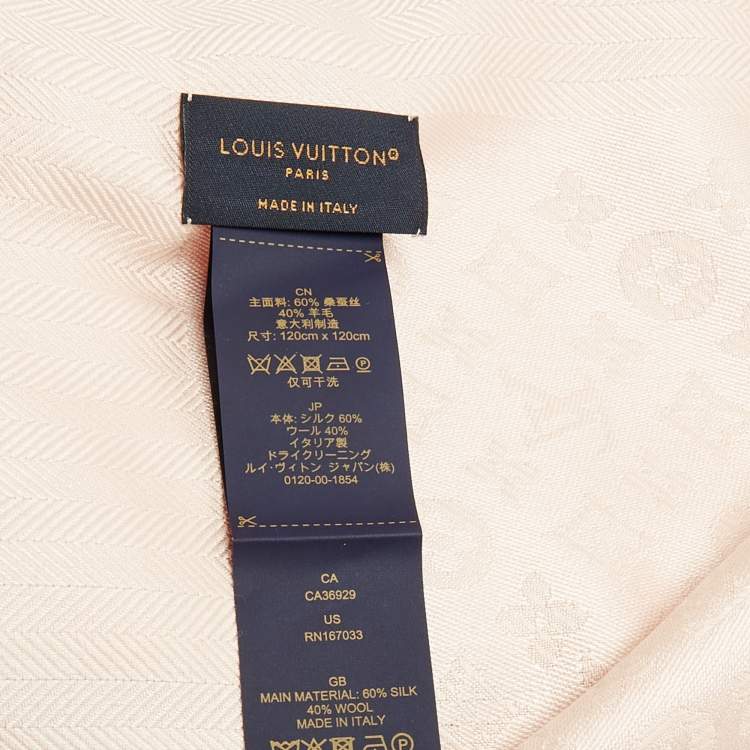 LOUIS VUITTON®
PARIS
MADE IN ITALY
CN
主面料: 60% 桑蚕丝
40% 羊毛
意大利制造
尺寸: 120cm x 120cm
P
仅可干洗
JP
本体: シルク 60%
ウール 40%
イタリア製
ドライクリーニング
ルイ・ヴィトン ジャパン(株)
0120-00-1854
CA
CA36929
US
RN167033
GB
MAIN MATERIAL: 60% SILK
40% WOOL
MADE IN ITALY